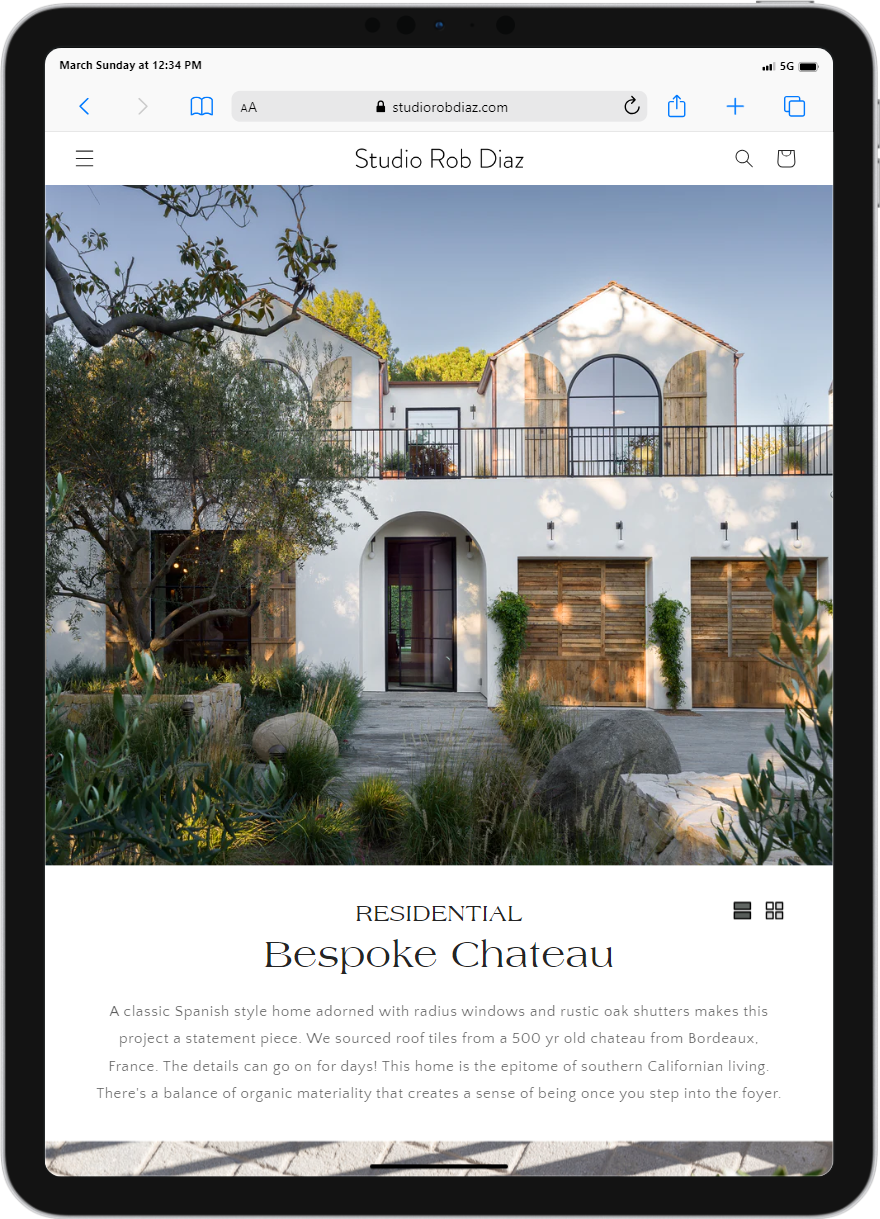 March Sunday at 12:34 PM
5G
AA
studiorobdiaz.com
Studio Rob Diaz
RESIDENTIAL
Bespoke Chateau
A classic Spanish style home adorned with radius windows and rustic oak shutters makes this
project a statement piece. We sourced roof tiles from a 500 yr old chateau from Bordeaux,
France. The details can go on for days! This home is the epitome of southern Californian living.
There's a balance of organic materiality that creates a sense of being once you step into the foyer.